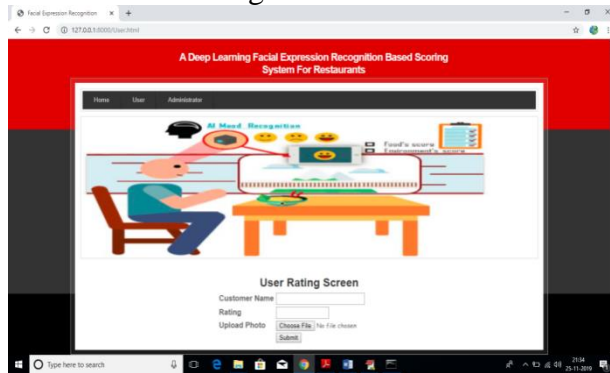 Facial Expression Recognition
127.0.0.1:8000/User.html
A Deep Learning Facial Expression Recognition Based Scoring
System For Restaurants
Home User Administrator
AI Mood Recognition
Food's score
Environment's score
User Rating Screen
Customer Name
Rating
Upload Photo Choose File No file chosen
Submit
Type here to search
21:34
25-11-2019